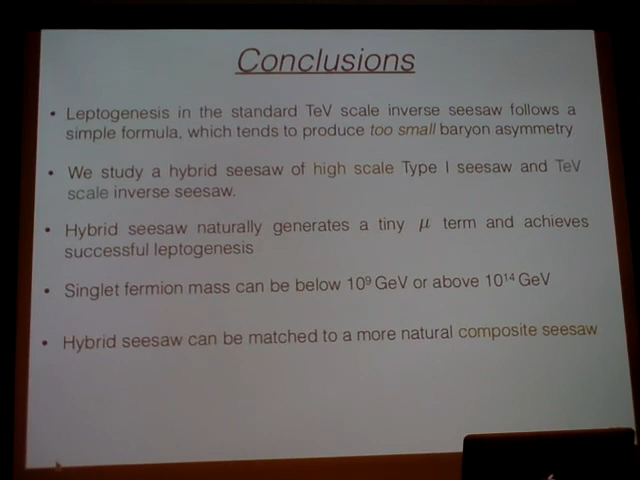 Conclusions
• Leptogenesis in the standard TeV scale inverse seesaw follows a
simple formula, which tends to produce too small baryon asymmetry
• We study a hybrid seesaw of high scale Type I seesaw and TeV
scale inverse seesaw.
• Hybrid seesaw naturally generates a tiny μ term and achieves
successful leptogenesis
• Singlet fermion mass can be below 10⁹ GeV or above 10¹⁴ GeV
• Hybrid seesaw can be matched to a more natural composite seesaw